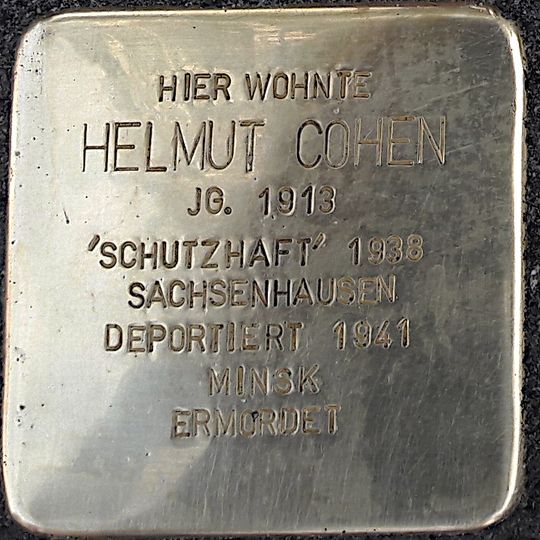 HIER WOHNTE
HELMUT COHEN
JG. 1913
'SCHUTZHAFT' 1938
SACHSENHAUSEN
DEPORTIERT 1941
MINSK
ERMORDET